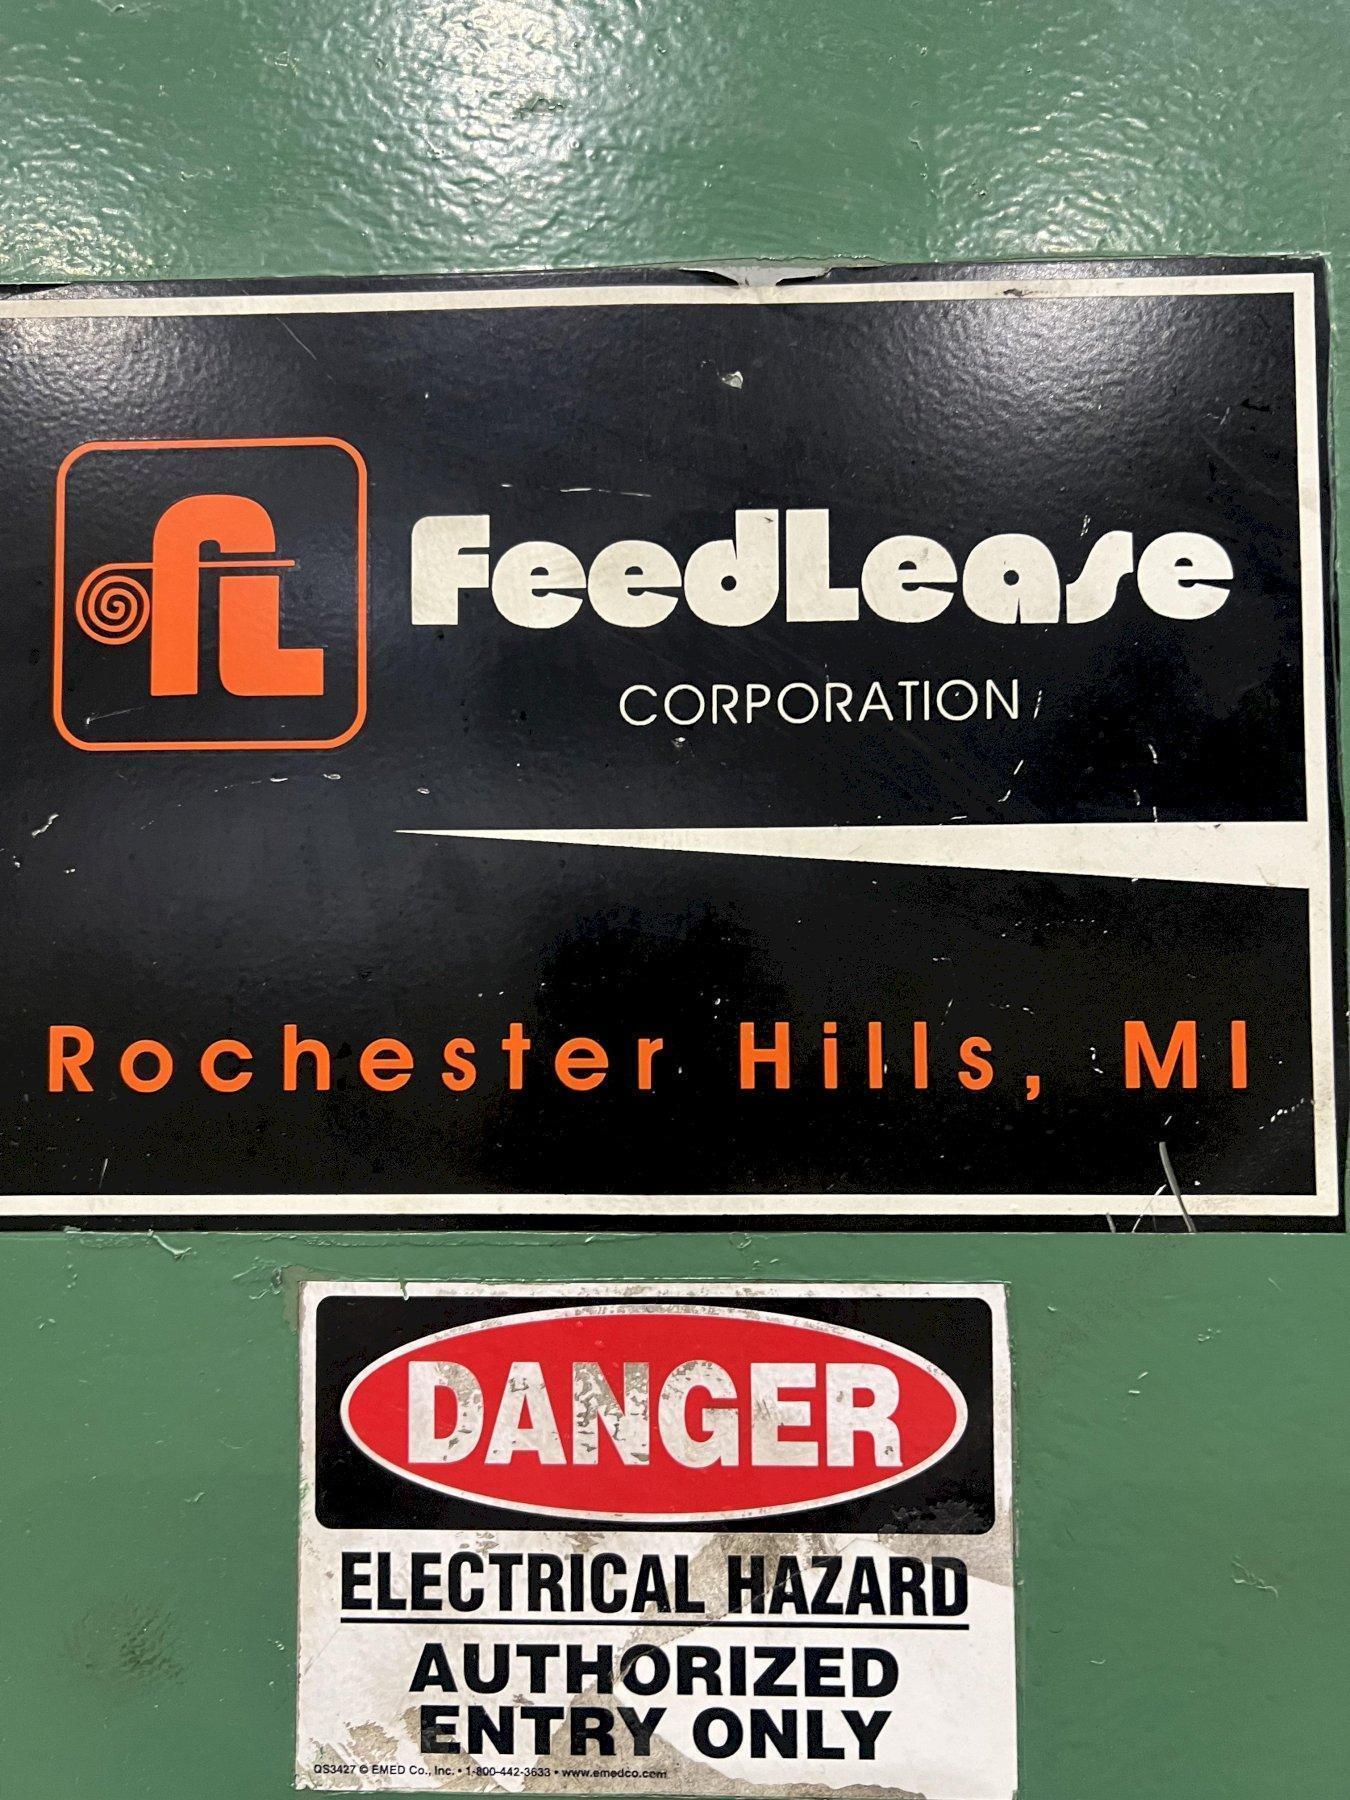 fL
FeedLease
CORPORATION
Rochester Hills, MI
DANGER
ELECTRICAL HAZARD
AUTHORIZED
ENTRY ONLY
QS3427 © EMED Co., Inc. • 1-800-442-3633 • www.emedco.com